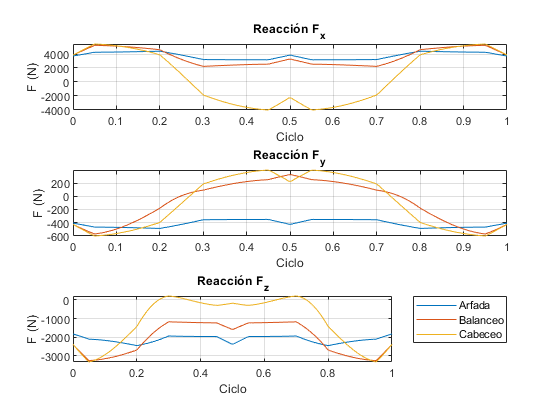 Reacción Fx
F (N)
4000
2000
0
-2000
-4000
0 0.1 0.2 0.3 0.4 0.5 0.6 0.7 0.8 0.9 1
Ciclo
Reacción Fy
F (N)
200
0
-200
-400
-600
0 0.1 0.2 0.3 0.4 0.5 0.6 0.7 0.8 0.9 1
Ciclo
Reacción Fz
F (N)
0
-1000
-2000
-3000
0 0.2 0.4 0.6 0.8 1
Ciclo
Arfada
Balanceo
Cabeceo